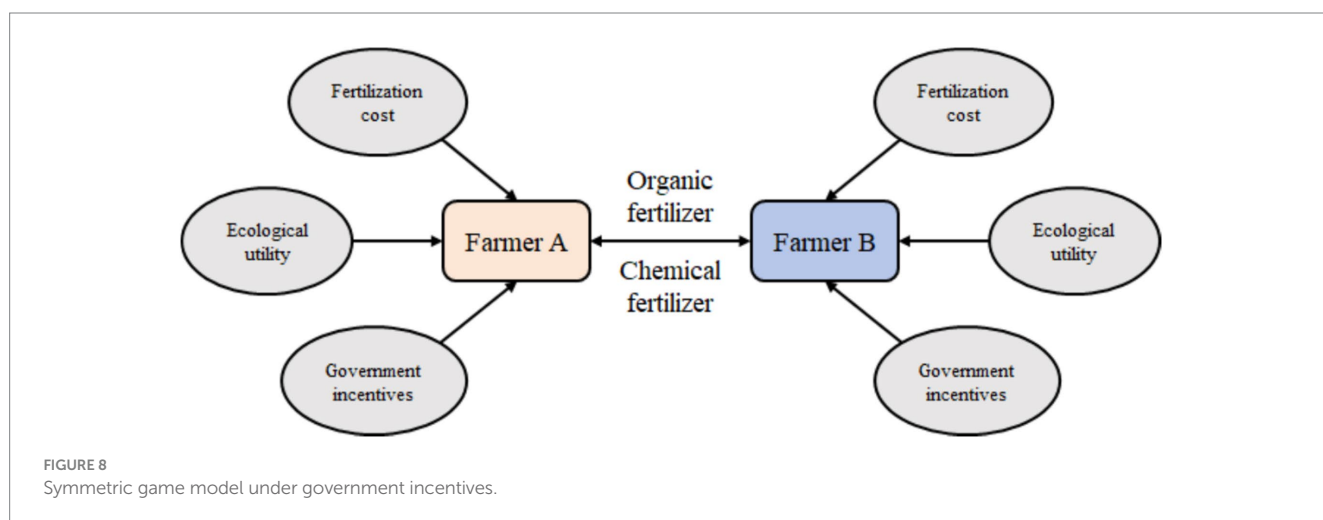 Fertilization
cost
Fertilization
cost
Organic
fertilizer
Ecological
utility
Farmer A
Farmer B
Ecological
utility
Chemical
fertilizer
Government
incentives
Government
incentives
FIGURE 8
Symmetric game model under government incentives.